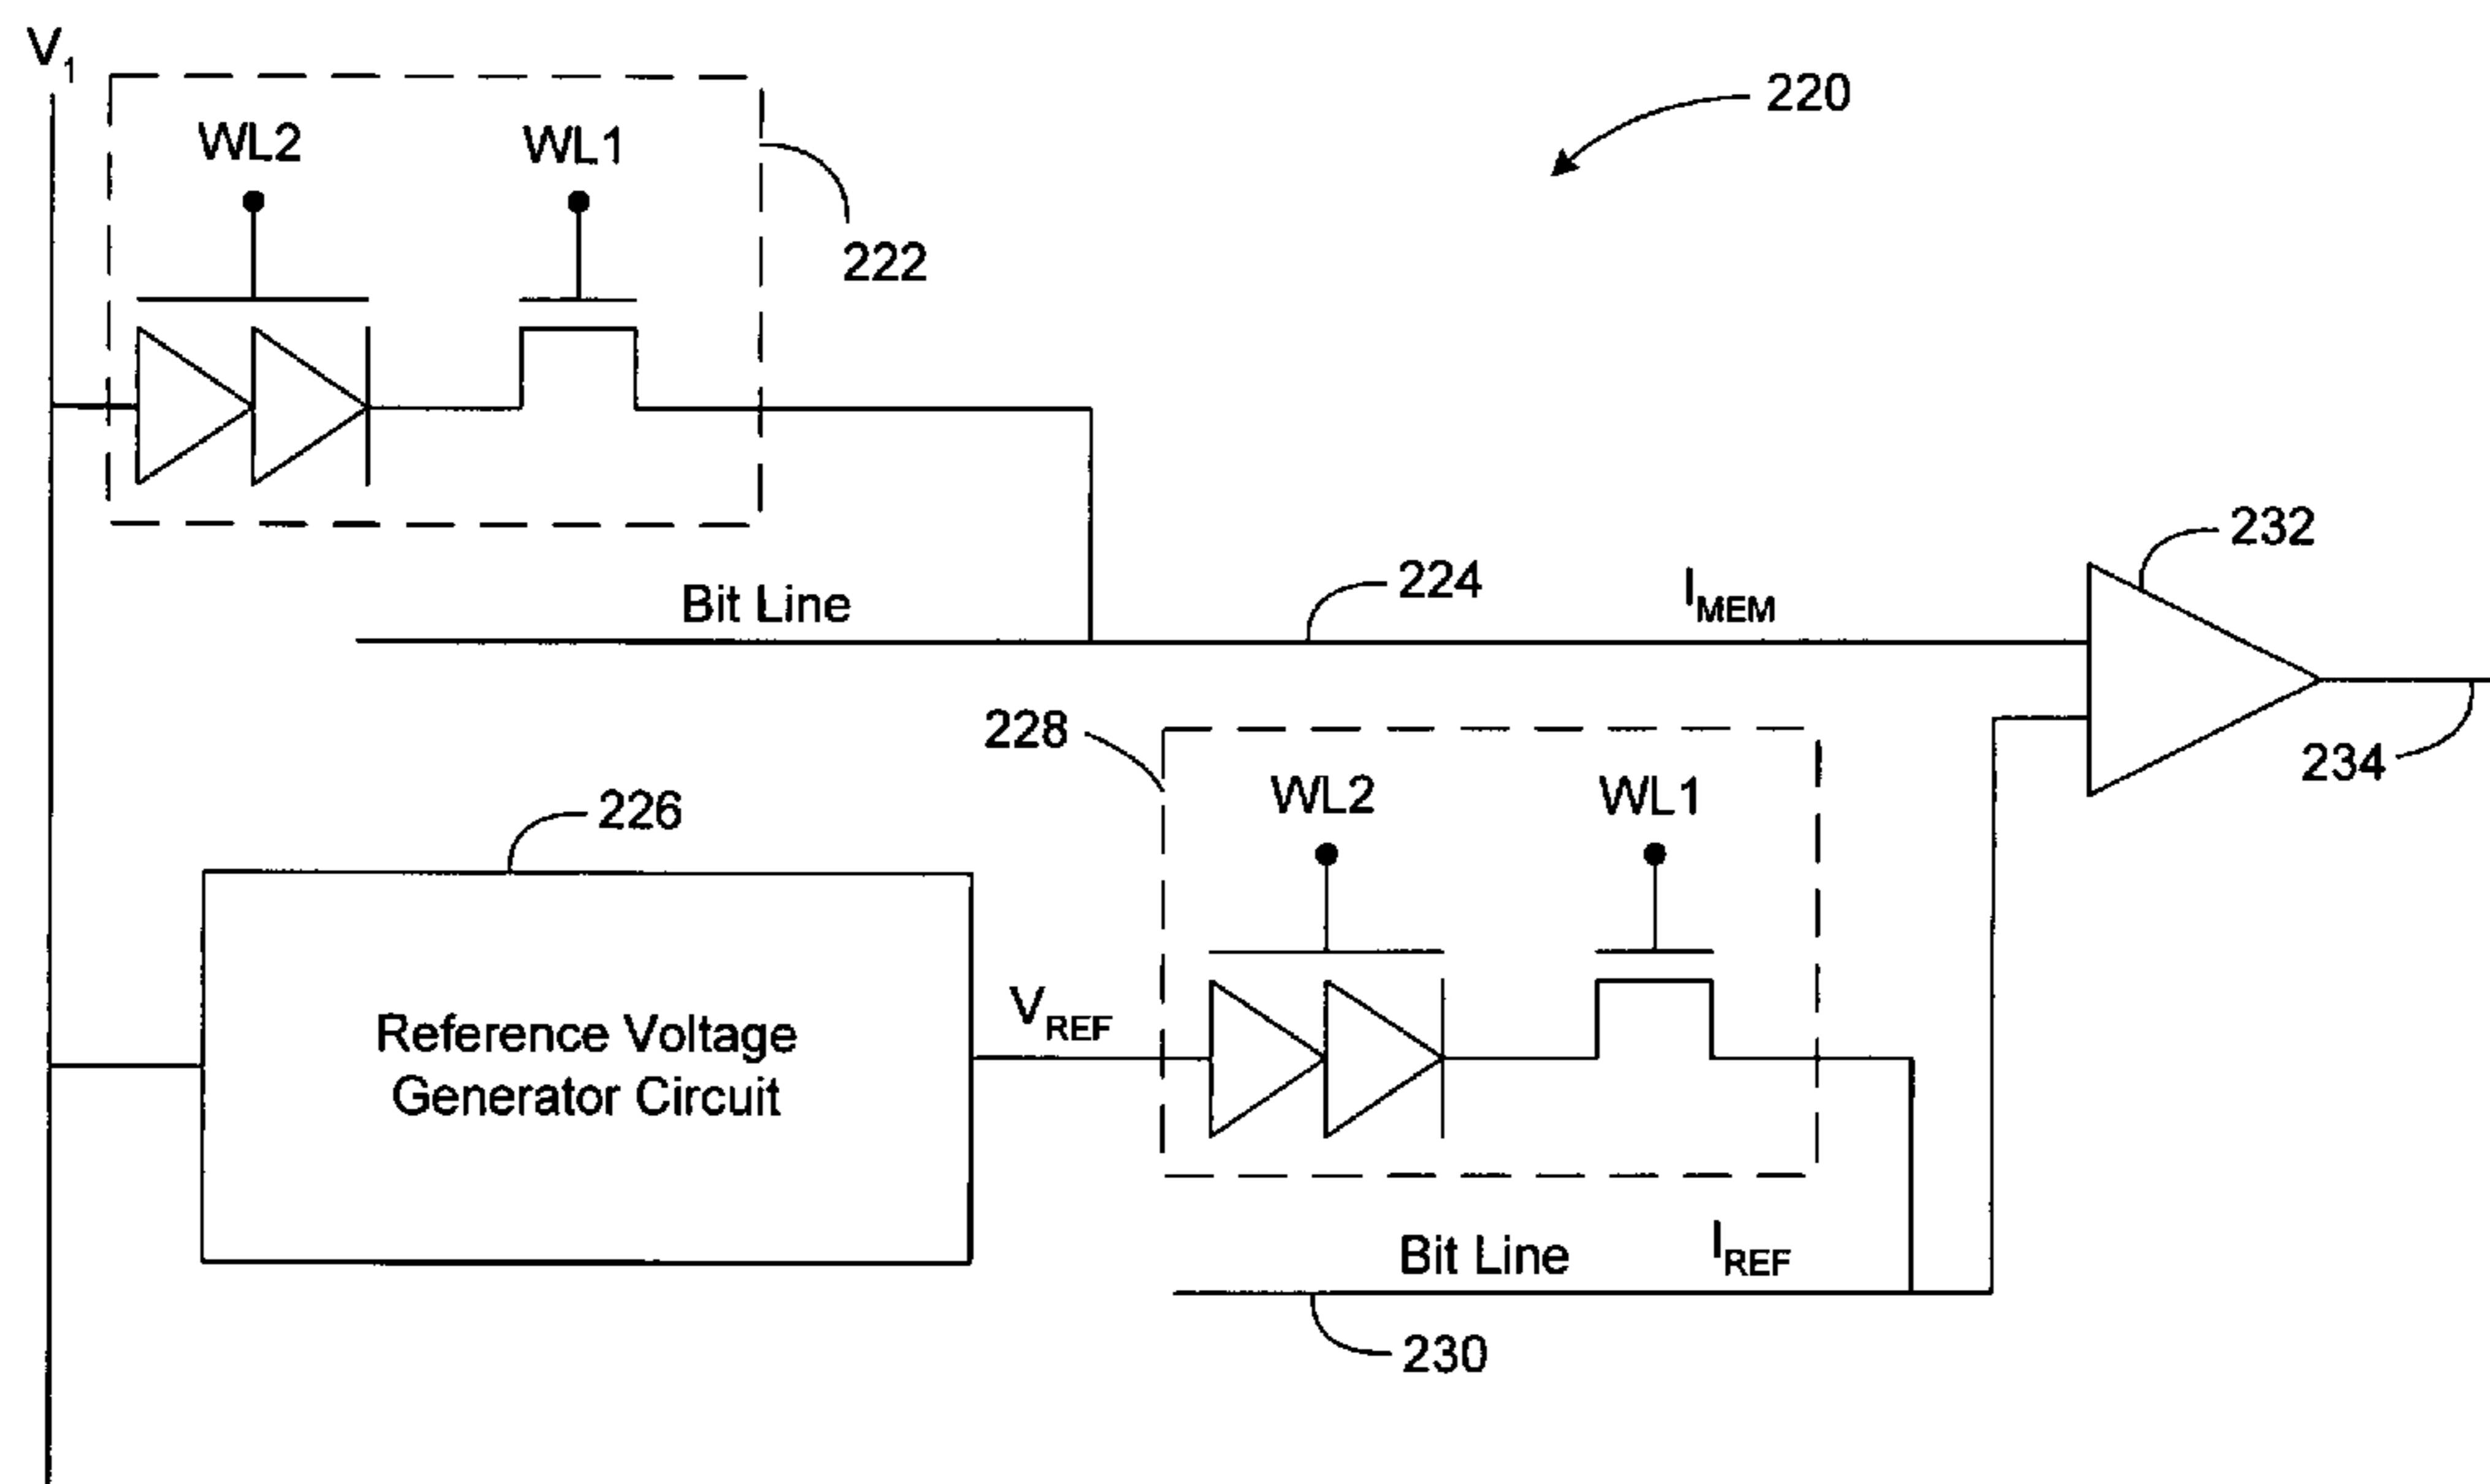 V1
220
WL2 WL1
222
232
224
IMEM
Bit Line
228
234
WL2 WL1
226
VREF
Reference Voltage
Generator Circuit
Bit Line
IREF
230